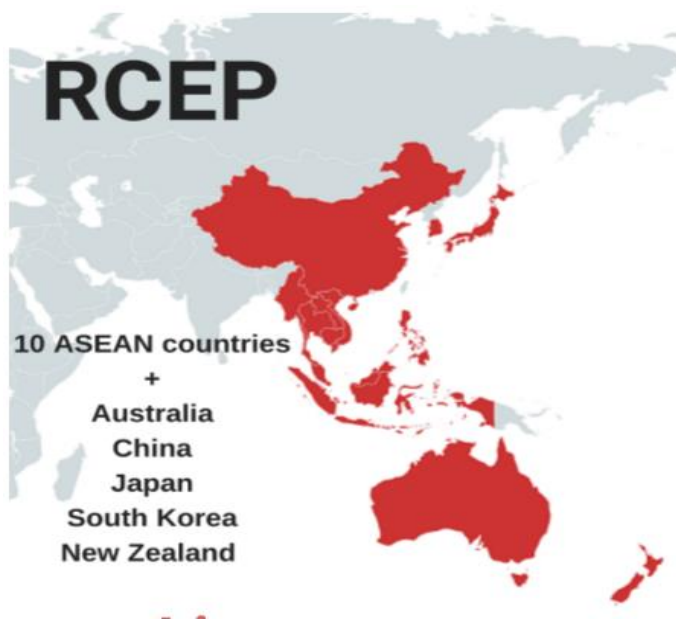 RCEP
10 ASEAN countries
+
Australia
China
Japan
South Korea
New Zealand